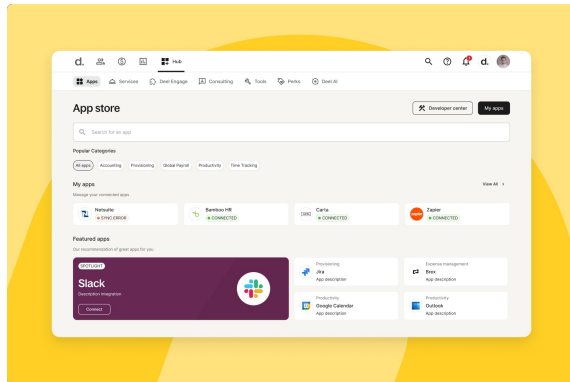 d.
Hub
d.
Apps
Services
Deel Engage
Consulting
Tools
Perks
Deel AI
App store
Developer center
My apps
Search for an app
Popular Categories
All apps
Accounting
Provisioning
Global Payroll
Productivity
Time Tracking
My apps
View All
Manage your connected apps
Netsuite
SYNC ERROR
Bamboo HR
CONNECTED
Carta
CONNECTED
zapier
Zapier
CONNECTED
Featured apps
Our recommendation of great apps for you
SPOTLIGHT
Slack
Description Integration
Connect
Provisioning
Jira
App description
Expense management
Brex
App description
Productivity
Google Calendar
App description
Productivity
Outlook
App description